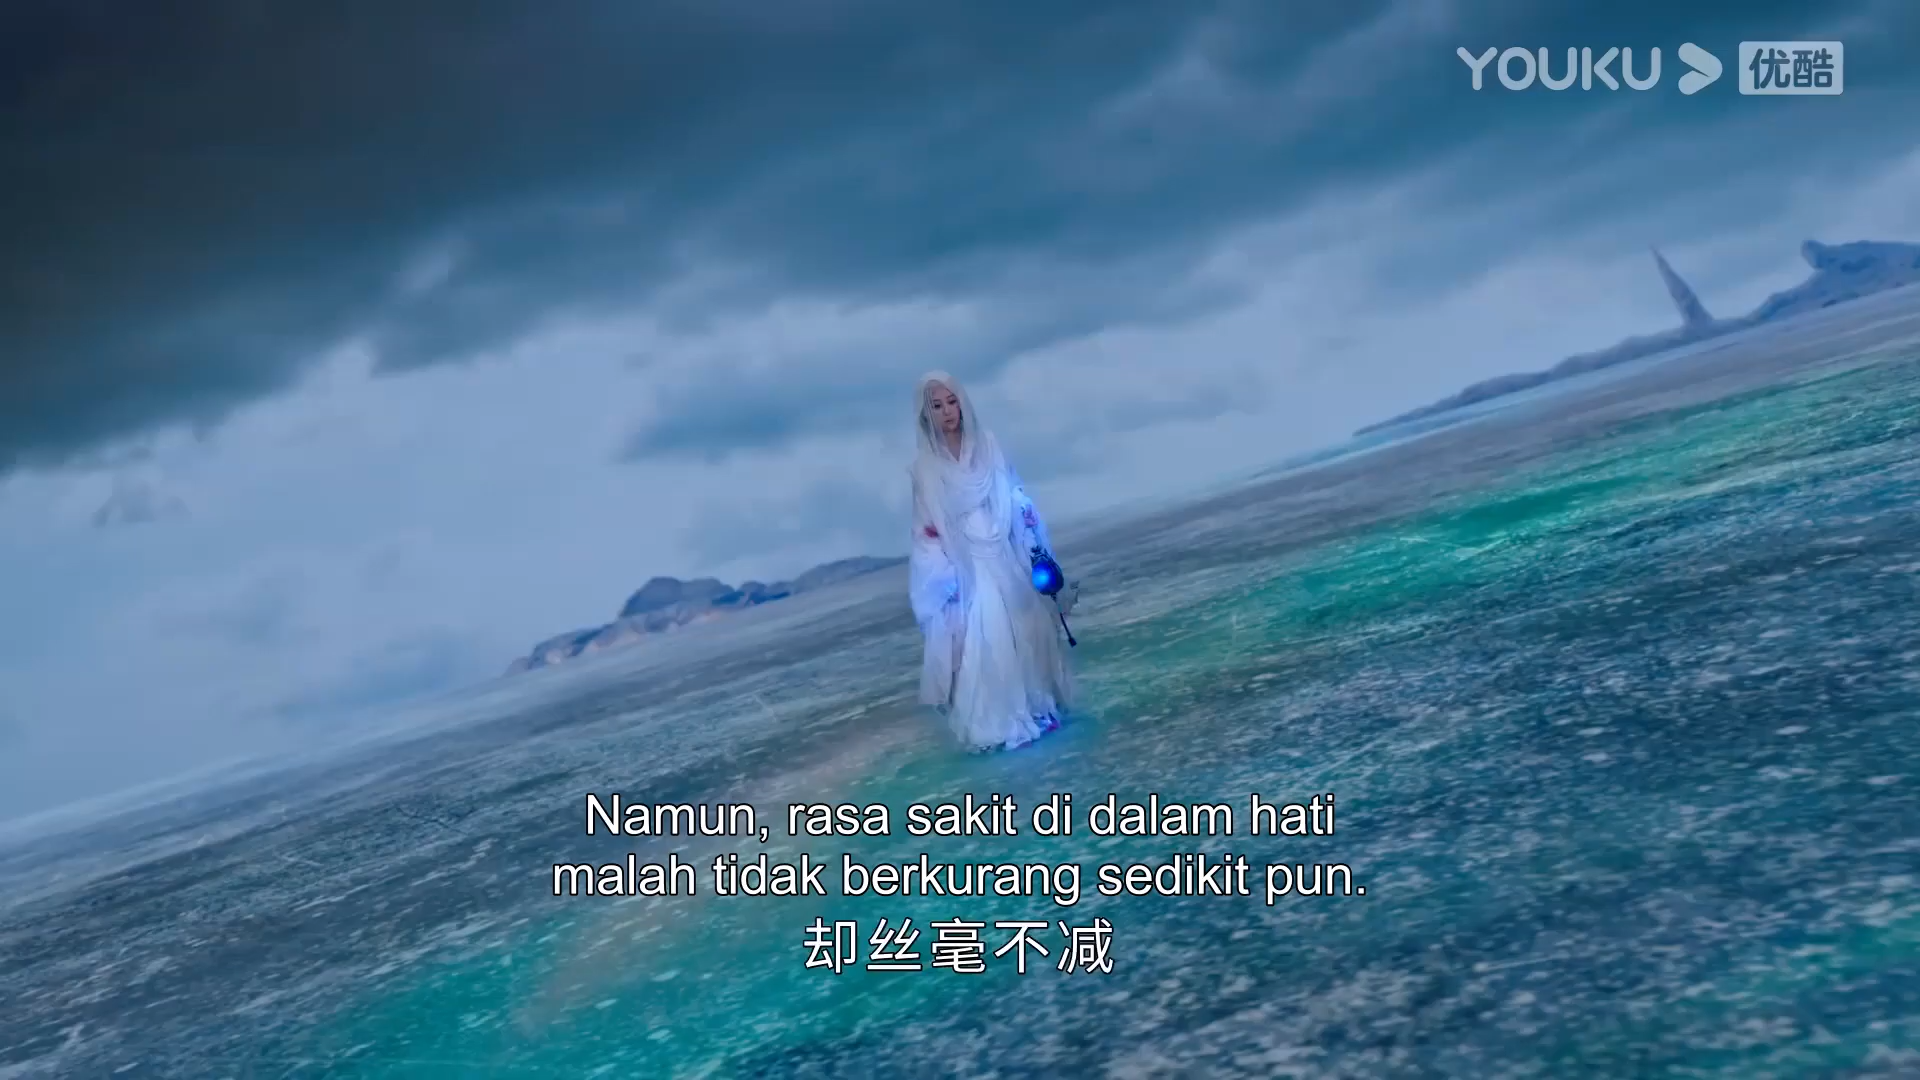 YOUKU 优酷
Namun, rasa sakit di dalam hati
malah tidak berkurang sedikit pun.
却丝毫不减